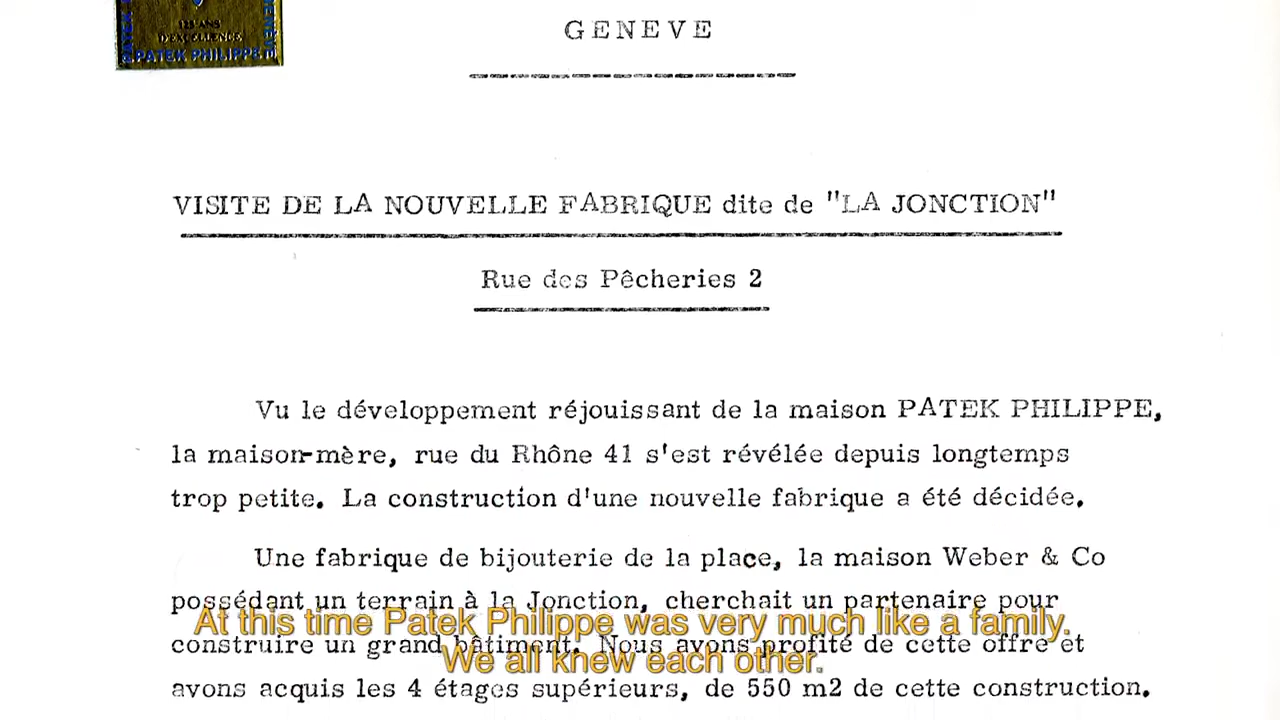 125 ANS
D'EXCELLENCE
PATEK PHILIPPE
GENEVE
GENEVE
VISITE DE LA NOUVELLE FABRIQUE dite de "LA JONCTION"
Rue des Pêcheries 2
Vu le développement réjouissant de la maison PATEK PHILIPPE,
la maison-mère, rue du Rhône 41 s'est révélée depuis longtemps
trop petite. La construction d'une nouvelle fabrique a été décidée.
Une fabrique de bijouterie de la place, la maison Weber & Co
possédant un terrain à la Jonction, cherchait un partenaire pour
At this time Patek Philippe was very much like a family.
construire un grand bâtiment. Nous avons profité de cette offre et
We all knew each other.
avons acquis les 4 étages supérieurs, de 550 m2 de cette construction.